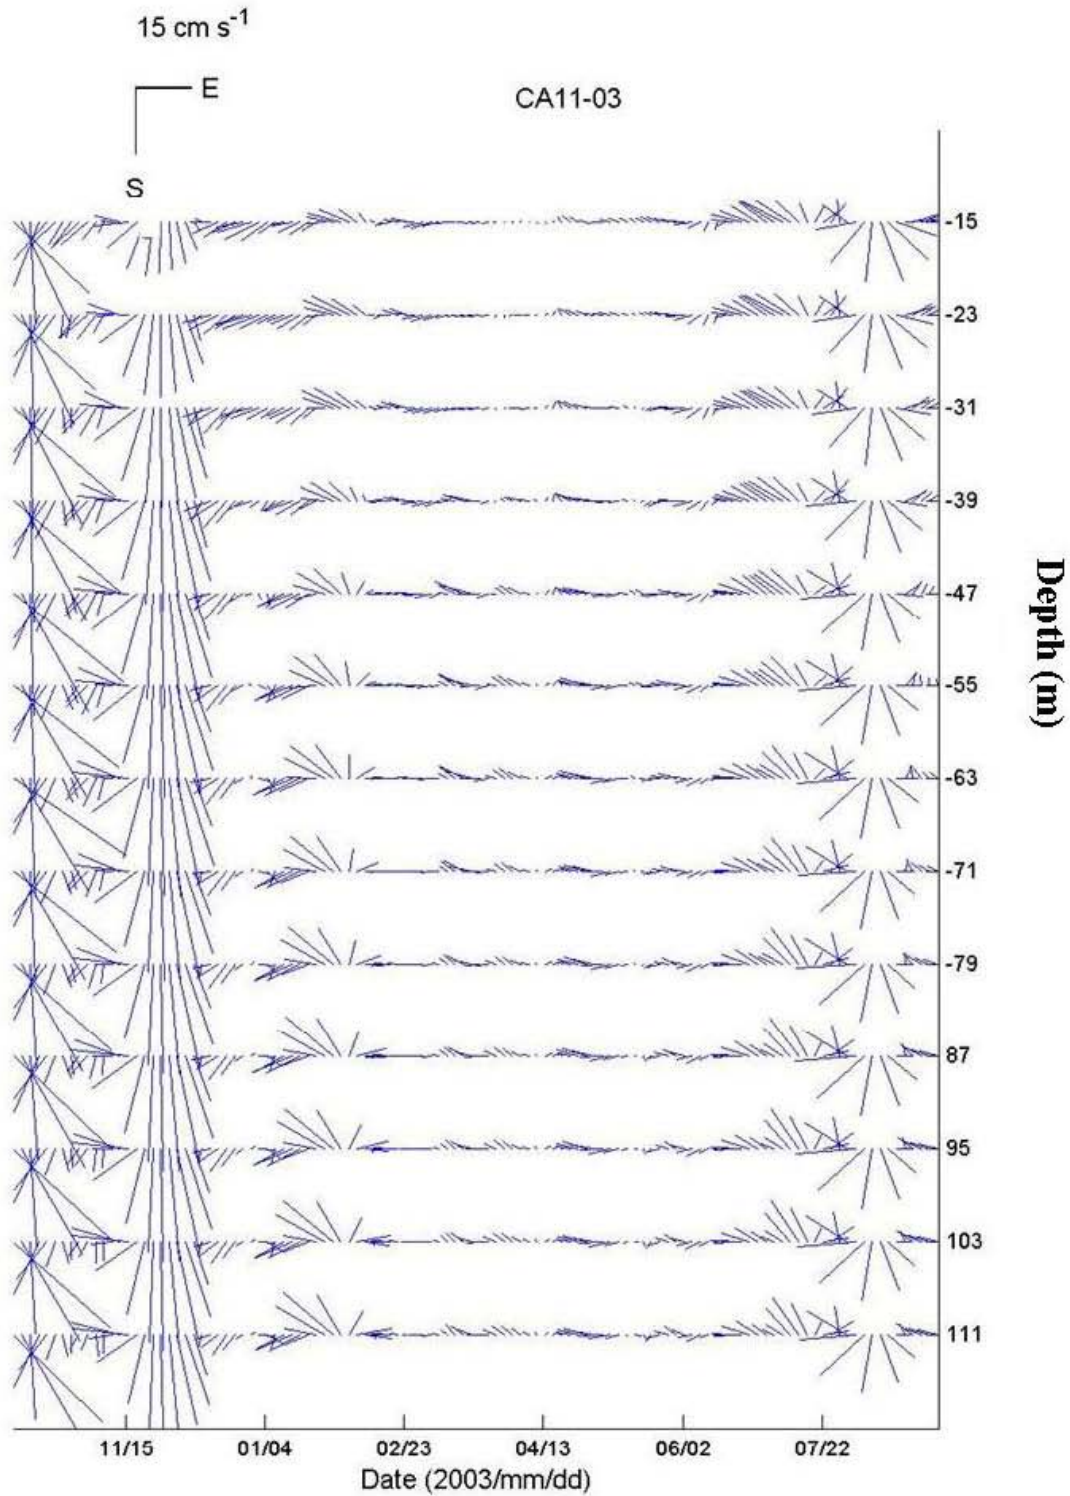 15 cm s-1
E
CA11-03
S
-15
-23
-31
-39
-47
-55
-63
-71
-79
87
95
103
111
Depth (m)
11/15 01/04 02/23 04/13 06/02 07/22
Date (2003/mm/dd)